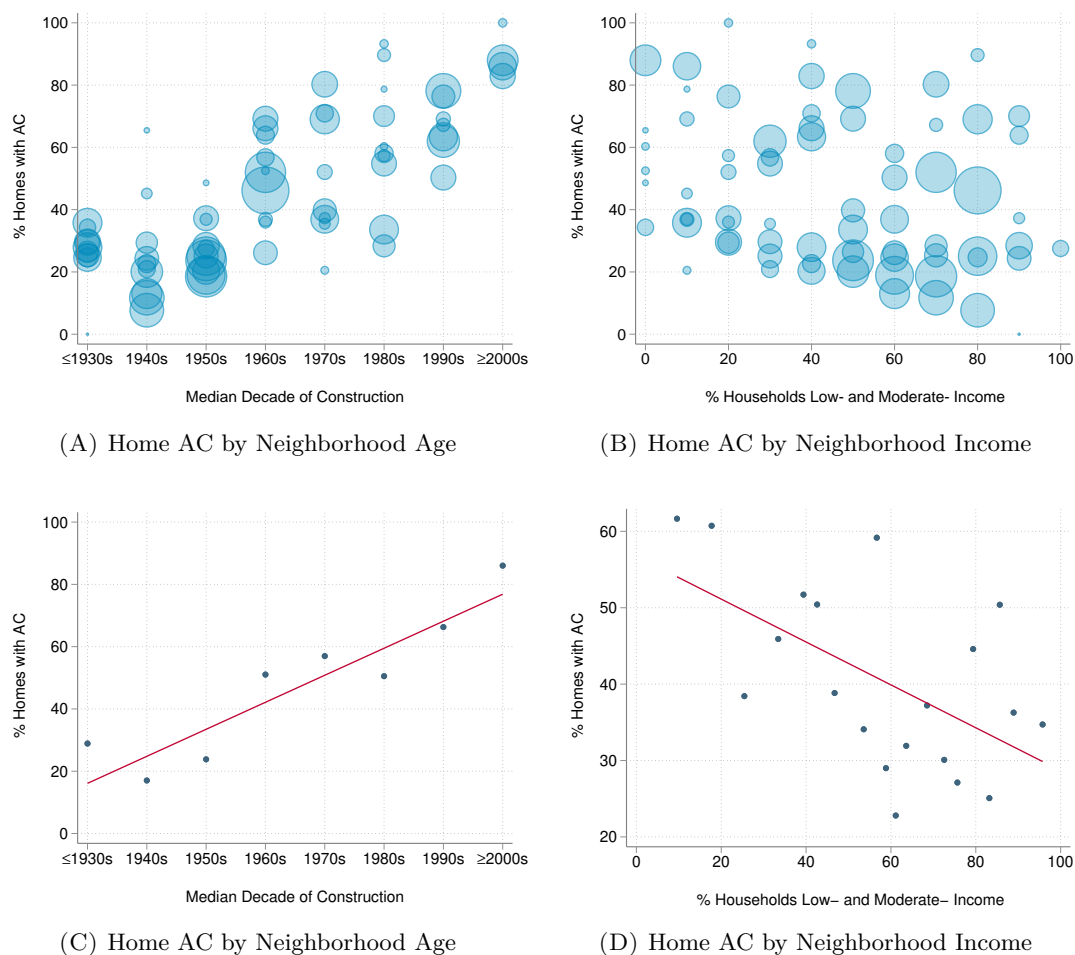 100
80
60
40
20
0
% Homes with AC
≤1930s 1940s 1950s 1960s 1970s 1980s 1990s ≥2000s
Median Decade of Construction
(A) Home AC by Neighborhood Age
100
80
60
40
20
0
% Homes with AC
0 20 40 60 80 100
% Households Low- and Moderate- Income
(B) Home AC by Neighborhood Income
100
80
60
40
20
0
% Homes with AC
≤1930s 1940s 1950s 1960s 1970s 1980s 1990s ≥2000s
Median Decade of Construction
(C) Home AC by Neighborhood Age
60
50
40
30
20
% Homes with AC
0 20 40 60 80 100
% Households Low− and Moderate− Income
(D) Home AC by Neighborhood Income